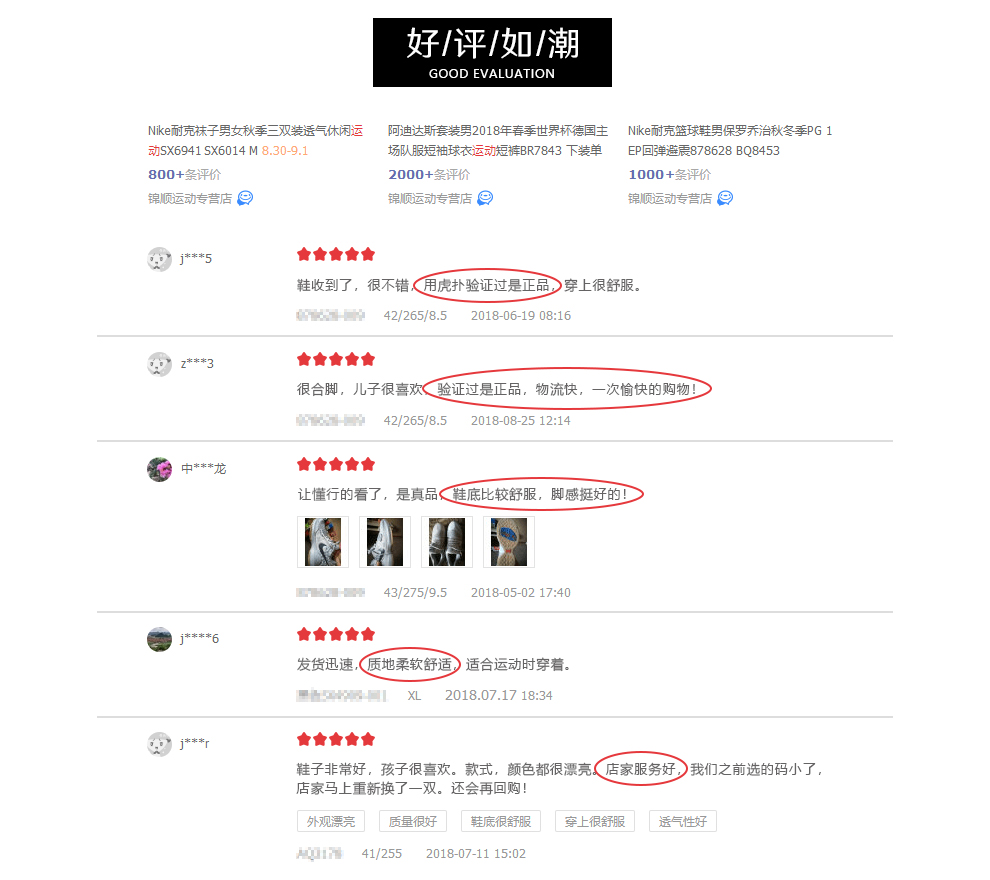 好/评/如/潮
GOOD EVALUATION
Nike耐克袜子男女秋季三双装透气休闲运
动SX6941 SX6014 M 8.30-9.1
800+条评价
锦顺运动专营店
阿迪达斯套装男2018年春季世界杯德国主
场队服短袖球衣运动短裤BR7843 下装单
2000+条评价
锦顺运动专营店
Nike耐克篮球鞋男保罗乔治秋冬季PG 1
EP回弹避震878628 BQ8453
1000+条评价
锦顺运动专营店
j***5
鞋收到了，很不错，用虎扑验证过是正品，穿上很舒服。
42/265/8.5 2018-06-19 08:16
z***3
很合脚，儿子很喜欢，验证过是正品，物流快，一次愉快的购物！
42/265/8.5 2018-08-25 12:14
中***龙
让懂行的看了，是真品，鞋底比较舒服，脚感挺好的！
43/275/9.5 2018-05-02 17:40
j****6
发货迅速，质地柔软舒适，适合运动时穿着。
XL 2018.07.17 18:34
j***r
鞋子非常好，孩子很喜欢。款式，颜色都很漂亮。店家服务好，我们之前选的码小了，
店家马上重新换了一双。还会再回购！
外观漂亮 质量很好 鞋底很舒服 穿上很舒服 透气性好
41/255 2018-07-11 15:02